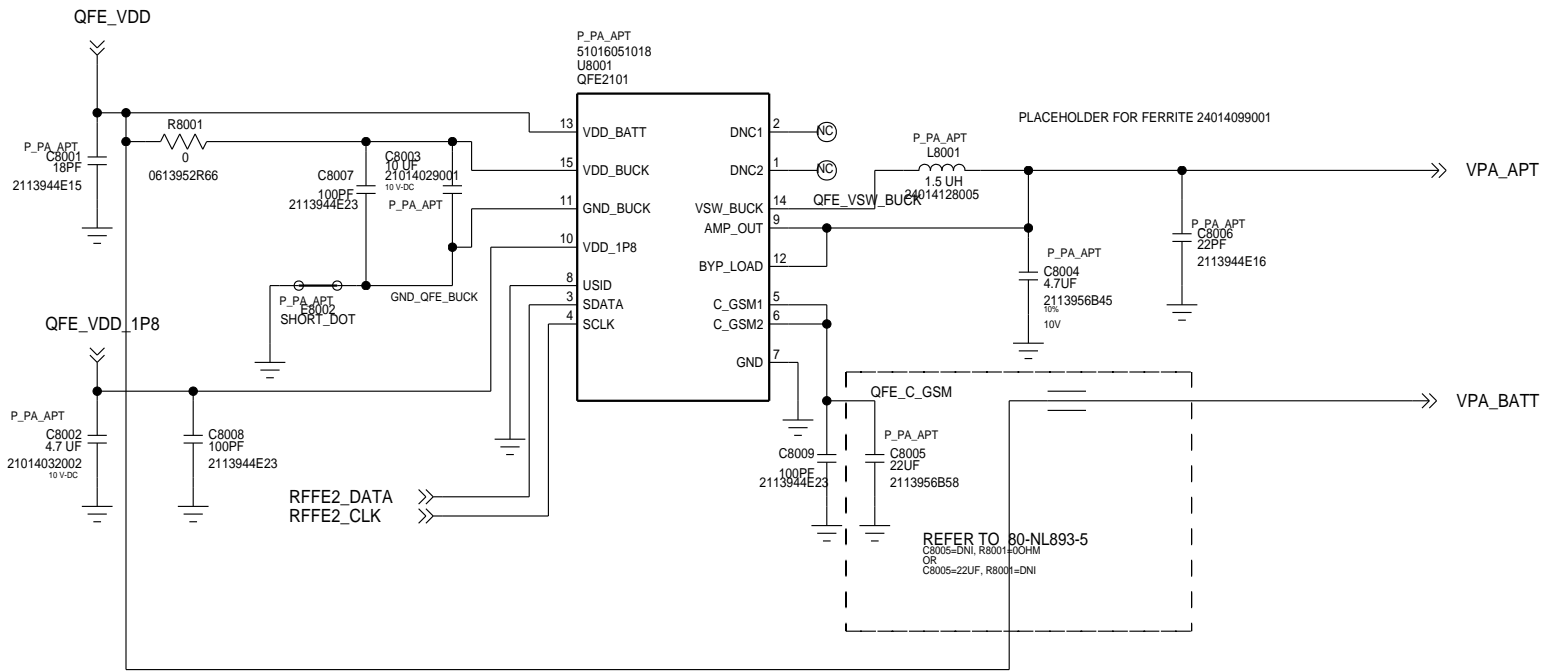 QFE_VDD
P_PA_APT
51016051018
U8001
QFE2101
PLACEHOLDER FOR FERRITE 24014099001
P_PA_APT
C8001
18PF
2113944E15
R8001
0
0613952R66
C8007
100PF
2113944E23
C8003
10 UF
21014029001
10 V-DC
P_PA_APT
13 VDD_BATT
15 VDD_BUCK
11 GND_BUCK
10 VDD_1P8
8 USID
3 SDATA
4 SCLK
DNC1 2
DNC2 1
VSW_BUCK 14
AMP_OUT 9
BYP_LOAD 12
C_GSM1 5
C_GSM2 6
GND 7
NC
NC
QFE_VSW_BUCK
P_PA_APT
L8001
1.5 UH
24014128005
VPA_APT
P_PA_APT
C8006
22PF
2113944E16
P_PA_APT
C8004
4.7UF
2113956B45
10%
10V
P_PA_APT
E8002
SHORT_DOT
GND_QFE_BUCK
QFE_VDD_1P8
P_PA_APT
C8002
4.7 UF
21014032002
10 V-DC
C8008
100PF
2113944E23
RFFE2_DATA
RFFE2_CLK
QFE_C_GSM
VPA_BATT
C8009
100PF
2113944E23
P_PA_APT
C8005
22UF
2113956B58
REFER TO 80-NL893-5
C8005=DNI, R8001=0OHM
OR
C8005=22UF, R8001=DNI